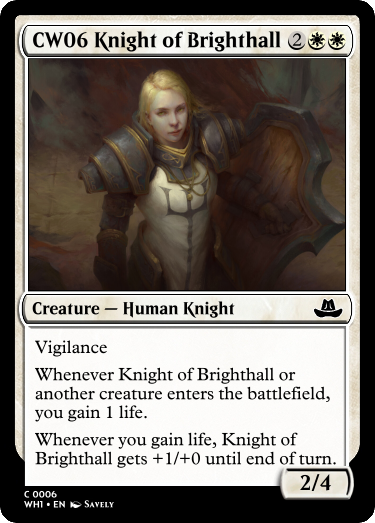 CW06 Knight of Brighthall 2
Creature — Human Knight
Vigilance
Whenever Knight of Brighthall or
another creature enters the battlefield,
you gain 1 life.
Whenever you gain life, Knight of
Brighthall gets +1/+0 until end of turn.
2/4
C 0006
WH1 • EN Savely